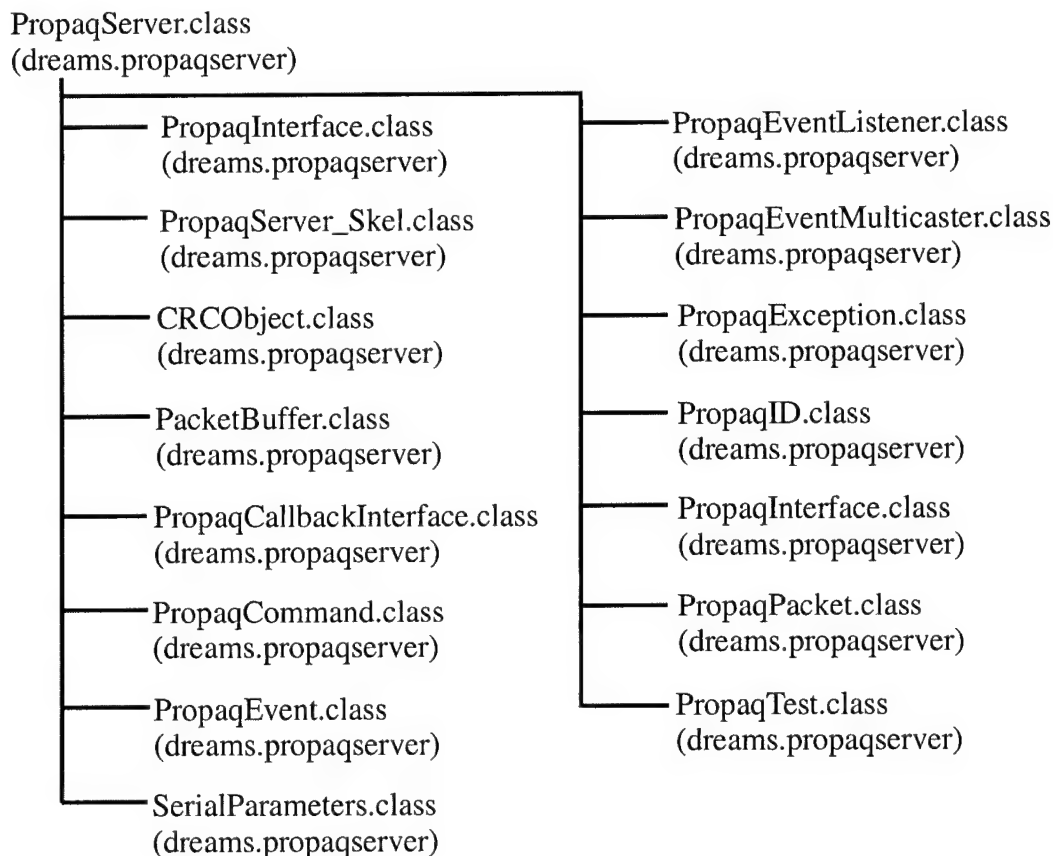 PropaqServer.class
(dreams.propaqserver)
PropaqInterface.class
(dreams.propaqserver)
PropaqServer_Skel.class
(dreams.propaqserver)
CRCObject.class
(dreams.propaqserver)
PacketBuffer.class
(dreams.propaqserver)
PropaqCallbackInterface.class
(dreams.propaqserver)
PropaqCommand.class
(dreams.propaqserver)
PropaqEvent.class
(dreams.propaqserver)
SerialParameters.class
(dreams.propaqserver)
PropaqEventListener.class
(dreams.propaqserver)
PropaqEventMulticaster.class
(dreams.propaqserver)
PropaqException.class
(dreams.propaqserver)
PropaqID.class
(dreams.propaqserver)
PropaqInterface.class
(dreams.propaqserver)
PropaqPacket.class
(dreams.propaqserver)
PropaqTest.class
(dreams.propaqserver)